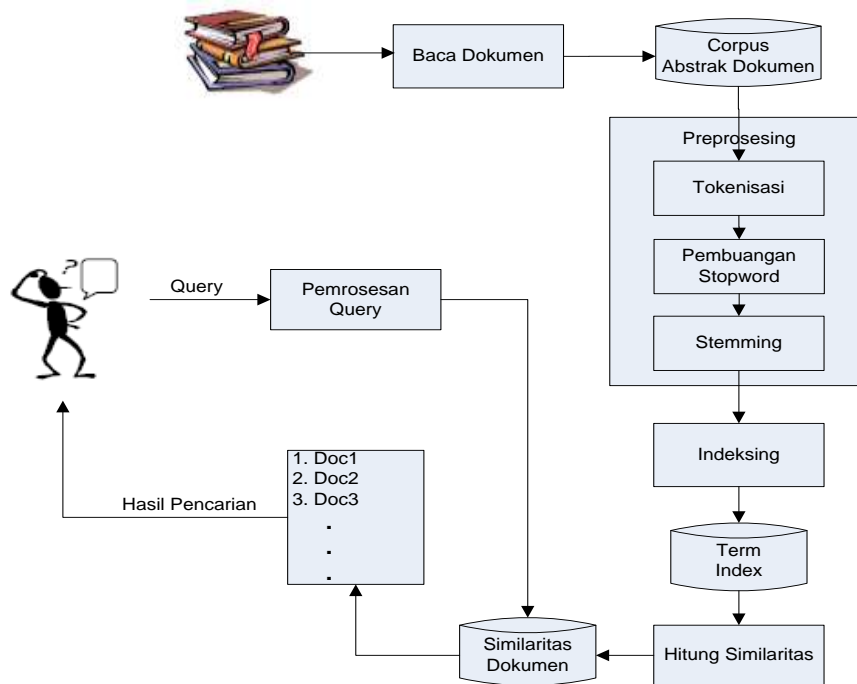 Baca Dokumen
Corpus
Abstrak Dokumen
Preprosesing
Tokenisasi
Pembuangan
Stopword
Stemming
?
Query
Pemrosesan
Query
Indeksing
1. Doc1
2. Doc2
3. Doc3
.
.
.
Hasil Pencarian
Term
Index
Similaritas
Dokumen
Hitung Similaritas